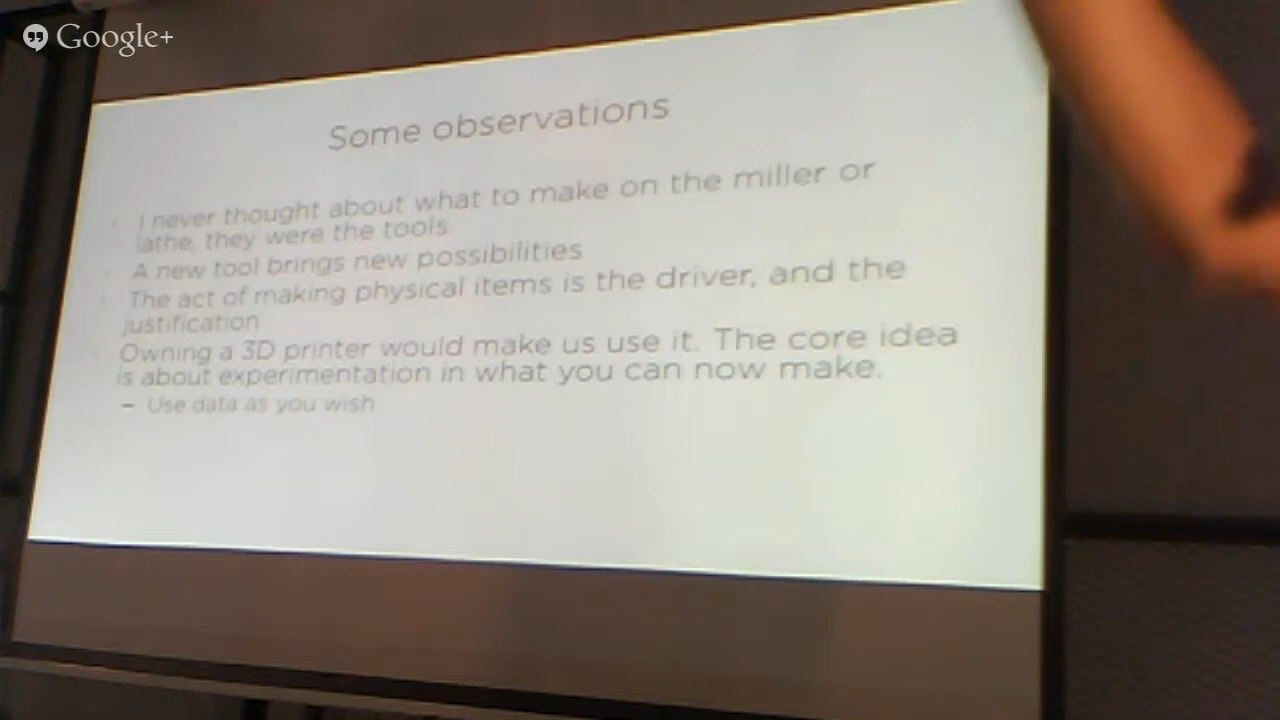 Google+
Some observations
I never thought about what to make on the miller or
lathe, they were the tools
A new tool brings new possibilities
The act of making physical items is the driver, and the
justification
Owning a 3D printer would make us use it. The core idea
is about experimentation in what you can now make.
– Use data as you wish